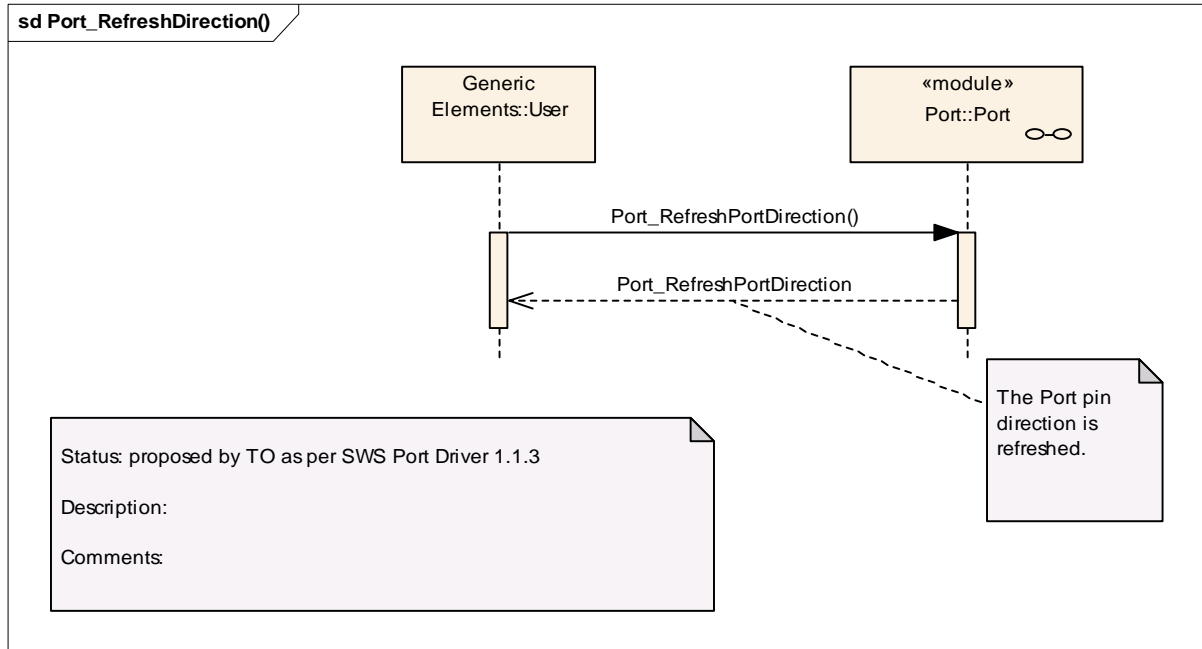 sd Port_RefreshDirection()
Generic
Elements::User
«module»
Port::Port
Port_RefreshPortDirection()
Port_RefreshPortDirection
The Port pin
direction is
refreshed.
Status: proposed by TO as per SWS Port Driver 1.1.3
Description:
Comments: